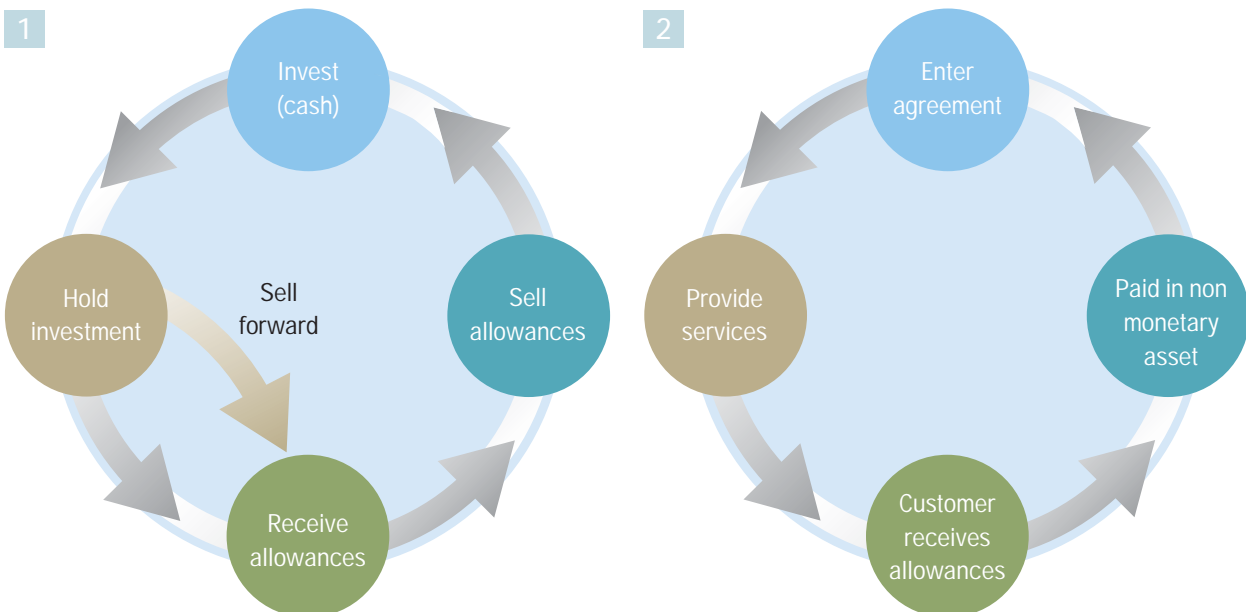 1
Invest
(cash)
Hold
investment
Sell
forward
Sell
allowances
Receive
allowances
2
Enter
agreement
Provide
services
Paid in non
monetary
asset
Customer
receives
allowances